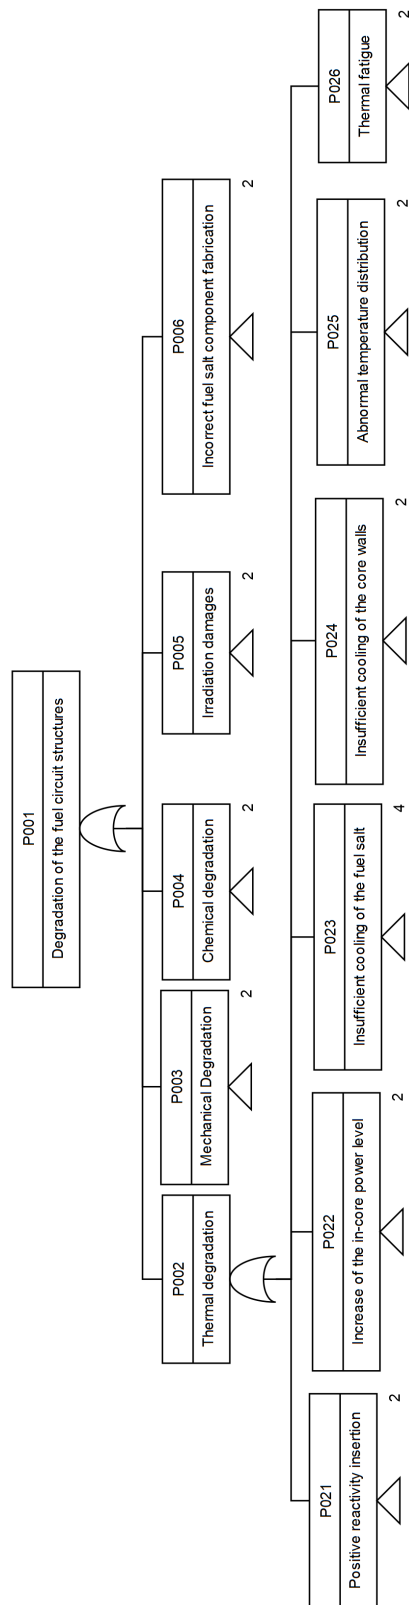 P001
Degradation of the fuel circuit structures
P002
Thermal degradation
P003
Mechanical Degradation
2
P004
Chemical degradation
2
P005
Irradiation damages
2
P006
Incorrect fuel salt component fabrication
2
P021
Positive reactivity insertion
2
P022
Increase of the in-core power level
2
P023
Insufficient cooling of the fuel salt
4
P024
Insufficient cooling of the core walls
2
P025
Abnormal temperature distribution
2
P026
Thermal fatigue
2